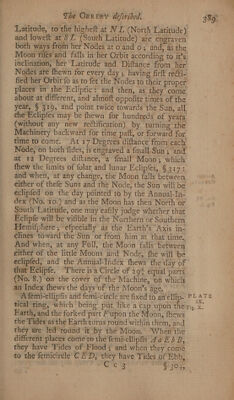 The ORRERY described. 389
Latitude, to the highest at N L (North Latitude)
and lowest at S L (South Latitude) are engraven
both ways from her Nodes at 0 and 0; and, as the
Moon rises and falls in her Orbit according to it's
inclination, her Latitude and Distance from her
Nodes are shewn for every day; having first recti-
fied her Orbit so as to set the Nodes to their proper
places in the Ecliptic: and then, as they come
about at different, and almost opposite times of the
year, § 319, and point twice towards the Sun, all
the Eclipses may be shewn for hundreds of years
(without any new rectification) by turning the
Machinery backward for time past, or forward for
time to come. At 17 Degrees distance from each
Node, on both sides, is engraved a small Sun; and
at 12 Degrees distance, a small Moon; which
shew the limits of solar and lunar Eclipses, § 317:
and when, at any change, the Moon falls between
either of these Suns and the Node, the Sun will be
eclipsed on the day pointed to by the Annual-In-
dex (No. 10.) and as the Moon has then North or
South Latitude, one may easily judge whether that
Eclipse will be visible in the Northern or Southern
Hemisphere; especially as the Earth's Axis in-
clines toward the Sun or from him at that time.
And when, at any Full, the Moon falls between
either of the little Moons and Node, she will be
eclipsed, and the Annual-Index shews the day of
that Eclipse. There is a Circle of 29½ equal parts
(No. 8.) on the cover of the Machine, on which
an Index shews the days of the Moon's age.
A semi-ellipsis and semi-circle are fixed to an ellip-
PLATE
IX.
tical ring, which being put like a cap upon the
Fig. X.
Earth, and the forked part F upon the Moon, shews
the Tides as the Earth turns round within them, and
they are led round it by the Moon. When the
different places come to the semi-ellipsis A a E b B,
they have Tides of Flood; and when they come
to the semicircle C E D, they have Tides of Ebb,
C c 3 § 30